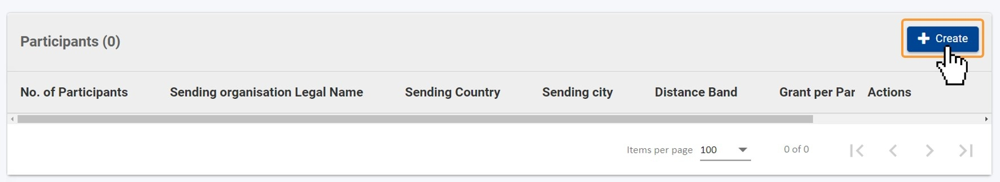 Participants (0)
Create
No. of Participants Sending organisation Legal Name Sending Country Sending city Distance Band Grant per Par Actions
Items per page 100 0 of 0